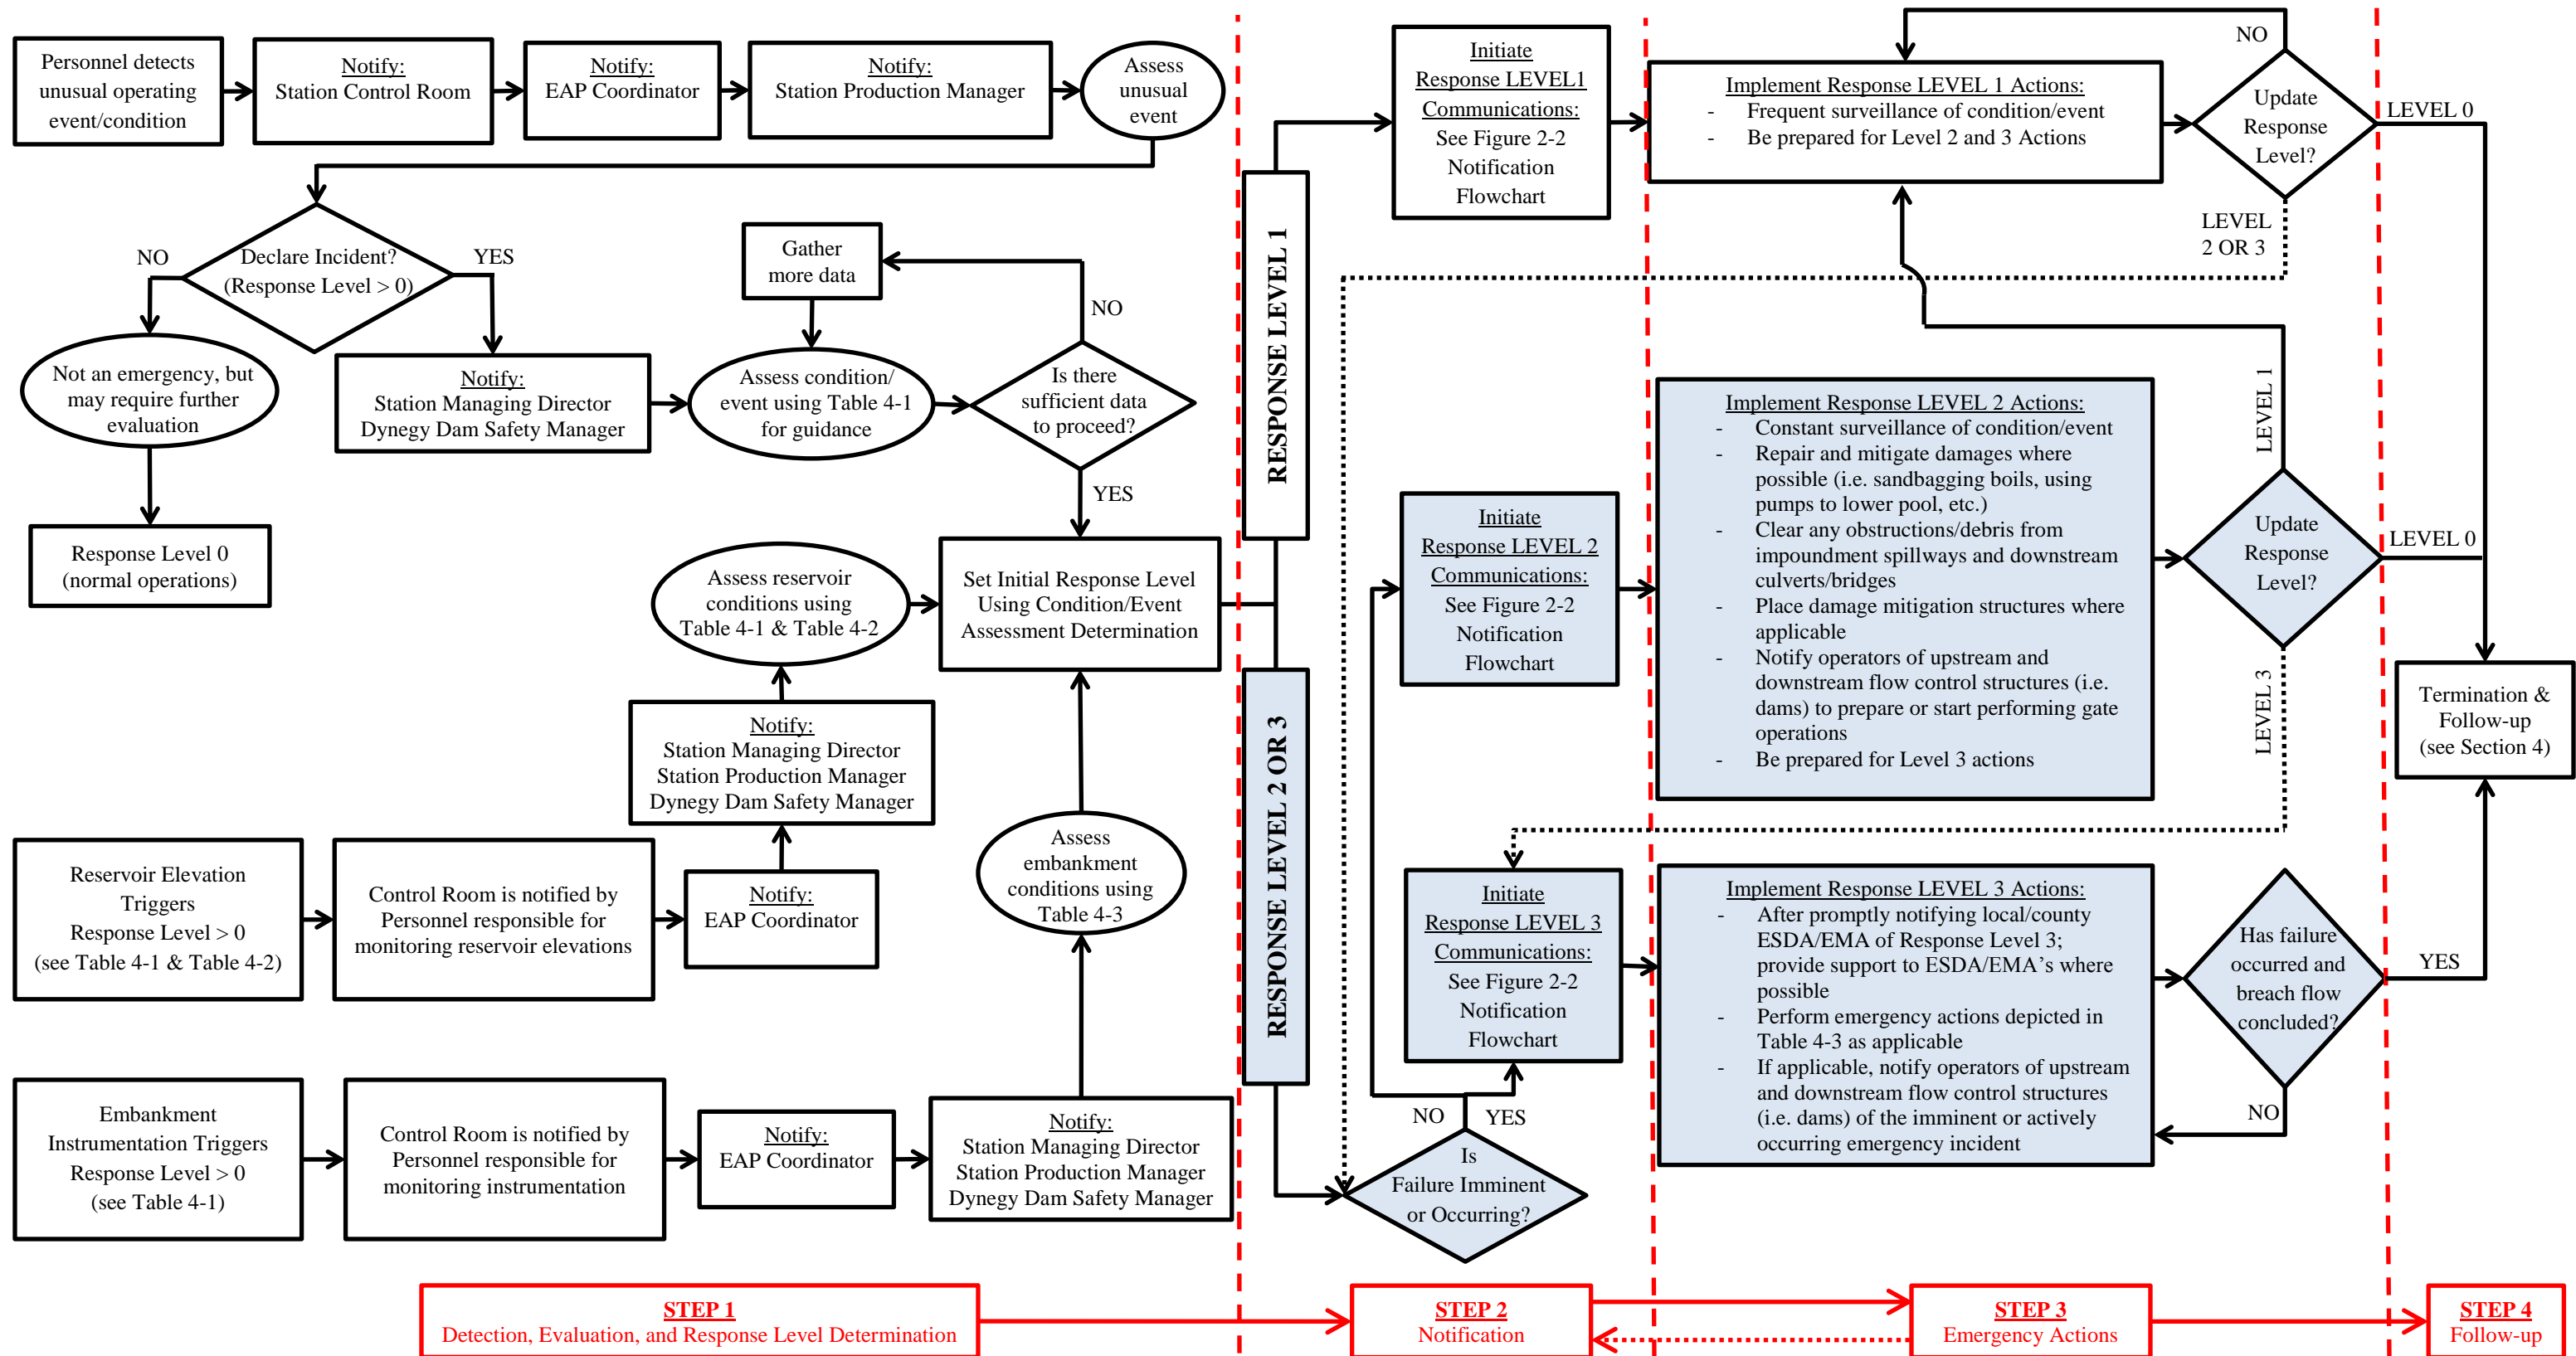 Personnel detects
unusual operating
event/condition
Notify:
Station Control Room
Notify:
EAP Coordinator
Notify:
Station Production Manager
Assess
unusual
event
Declare Incident?
(Response Level > 0)
NO
YES
Not an emergency, but
may require further
evaluation
Response Level 0
(normal operations)
Notify:
Station Managing Director
Dynegy Dam Safety Manager
Gather
more data
Assess condition/
event using Table 4-1
for guidance
Is there
sufficient data
to proceed?
NO
YES
Set Initial Response Level
Using Condition/Event
Assessment Determination
Assess reservoir
conditions using
Table 4-1 & Table 4-2
Notify:
Station Managing Director
Station Production Manager
Dynegy Dam Safety Manager
Reservoir Elevation
Triggers
Response Level > 0
(see Table 4-1 & Table 4-2)
Control Room is notified by
Personnel responsible for
monitoring reservoir elevations
Notify:
EAP Coordinator
Assess
embankment
conditions using
Table 4-3
Embankment
Instrumentation Triggers
Response Level > 0
(see Table 4-1)
Control Room is notified by
Personnel responsible for
monitoring instrumentation
Notify:
EAP Coordinator
Notify:
Station Managing Director
Station Production Manager
Dynegy Dam Safety Manager
RESPONSE LEVEL 1
RESPONSE LEVEL 2 OR 3
Initiate
Response LEVEL1
Communications:
See Figure 2-2
Notification
Flowchart
Implement Response LEVEL 1 Actions:
- Frequent surveillance of condition/event
- Be prepared for Level 2 and 3 Actions
Update
Response
Level?
NO
LEVEL 0
LEVEL
2 OR 3
Initiate
Response LEVEL 2
Communications:
See Figure 2-2
Notification
Flowchart
Implement Response LEVEL 2 Actions:
- Constant surveillance of condition/event
- Repair and mitigate damages where
possible (i.e. sandbagging boils, using
pumps to lower pool, etc.)
- Clear any obstructions/debris from
impoundment spillways and downstream
culverts/bridges
- Place damage mitigation structures where
applicable
- Notify operators of upstream and
downstream flow control structures (i.e.
dams) to prepare or start performing gate
operations
- Be prepared for Level 3 actions
LEVEL 1
Update
Response
Level?
LEVEL 0
LEVEL 3
Termination &
Follow-up
(see Section 4)
Initiate
Response LEVEL 3
Communications:
See Figure 2-2
Notification
Flowchart
Implement Response LEVEL 3 Actions:
- After promptly notifying local/county
ESDA/EMA of Response Level 3;
provide support to ESDA/EMA’s where
possible
- Perform emergency actions depicted in
Table 4-3 as applicable
- If applicable, notify operators of upstream
and downstream flow control structures
(i.e. dams) of the imminent or actively
occurring emergency incident
Has failure
occurred and
breach flow
concluded?
YES
NO
NO
YES
Is
Failure Imminent
or Occurring?
STEP 1
Detection, Evaluation, and Response Level Determination
STEP 2
Notification
STEP 3
Emergency Actions
STEP 4
Follow-up